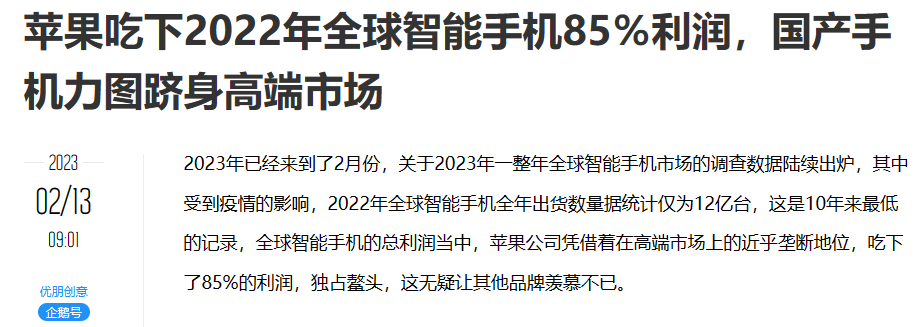 苹果吃下2022年全球智能手机85%利润，国产手
机力图跻身高端市场
2023
02/13
09:01
优朋创意
企鹅号
2023年已经来到了2月份，关于2023年一整年全球智能手机市场的调查数据陆续出炉，其中
受到疫情的影响，2022年全球智能手机全年出货数量据统计仅为12亿台，这是10年来最低
的记录，全球智能手机的总利润当中，苹果公司凭借着在高端市场上的近乎垄断地位，吃下
了85%的利润，独占鳌头，这无疑让其他品牌羡慕不已。